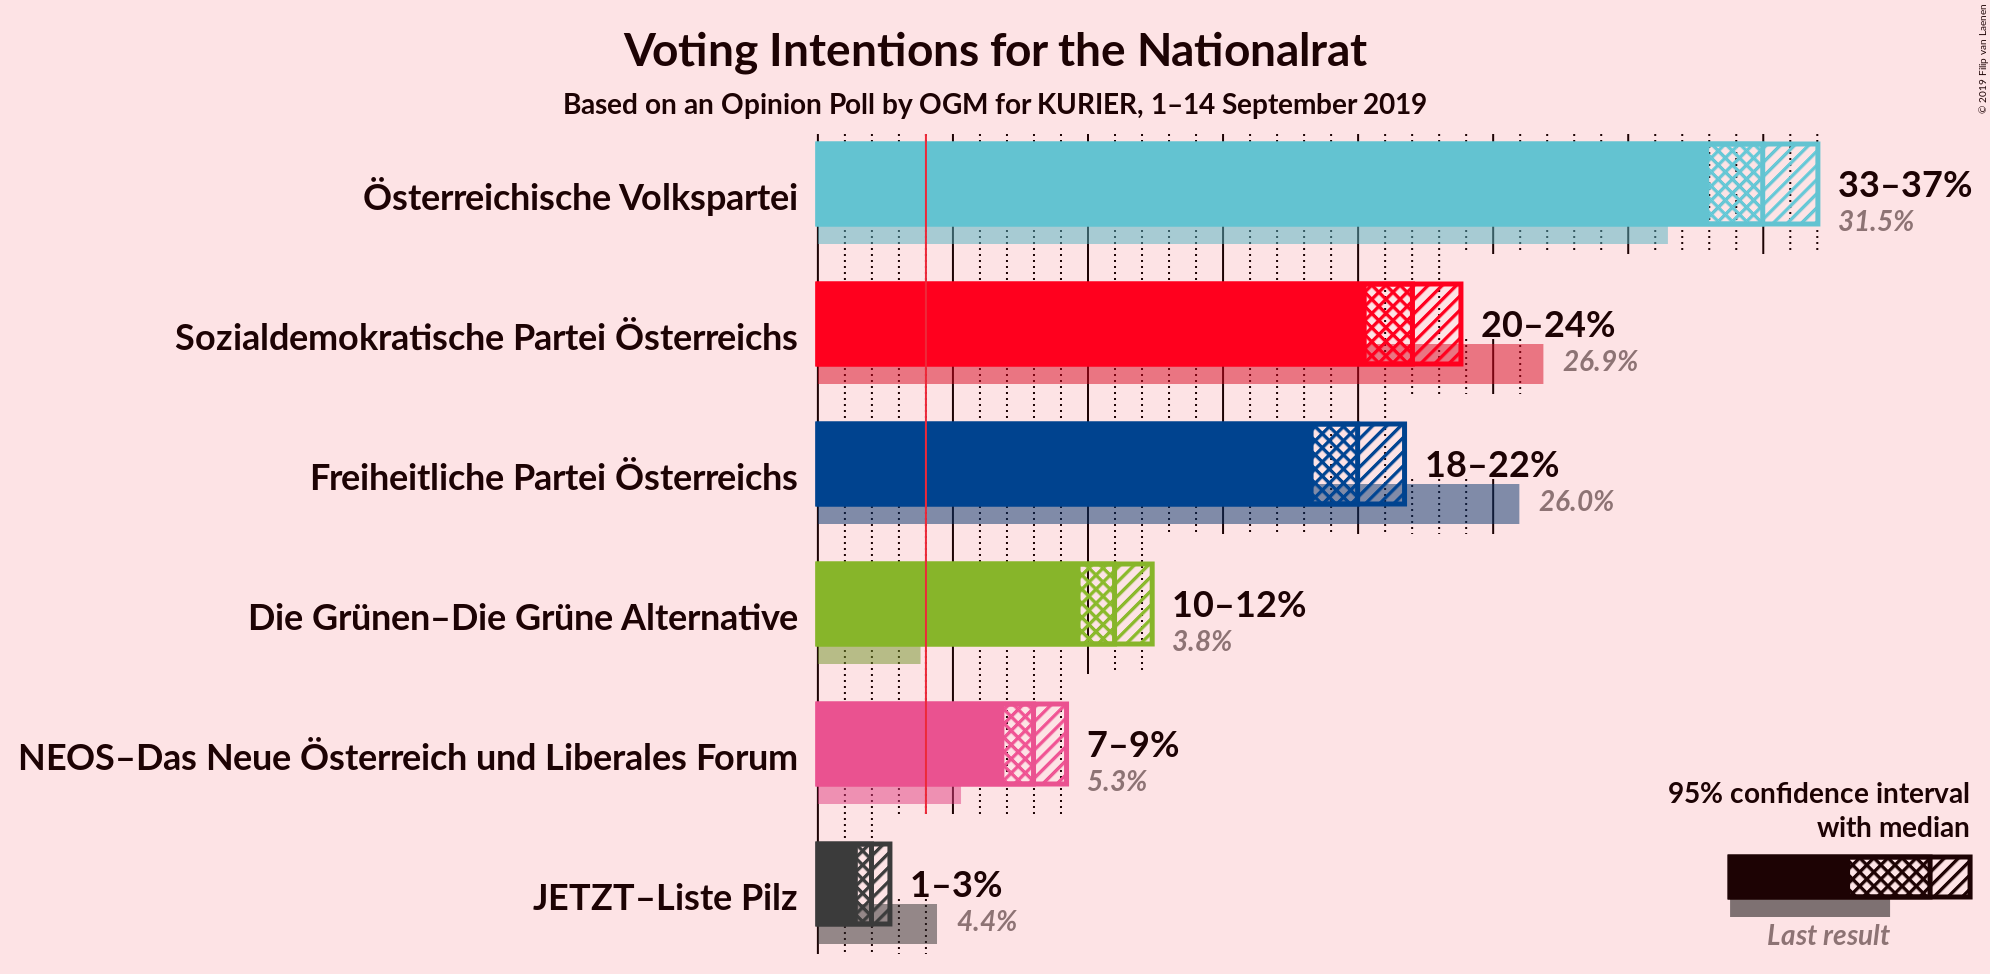 Voting Intentions for the Nationalrat
Based on an Opinion Poll by OGM for KURIER, 1–14 September 2019
© 2019 Filip van Laenen
Österreichische Volkspartei
33–37%
31.5%
Sozialdemokratische Partei Österreichs
20–24%
26.9%
Freiheitliche Partei Österreichs
18–22%
26.0%
Die Grünen–Die Grüne Alternative
10–12%
3.8%
NEOS–Das Neue Österreich und Liberales Forum
7–9%
5.3%
JETZT–Liste Pilz
1–3%
4.4%
95% confidence interval
with median
Last result